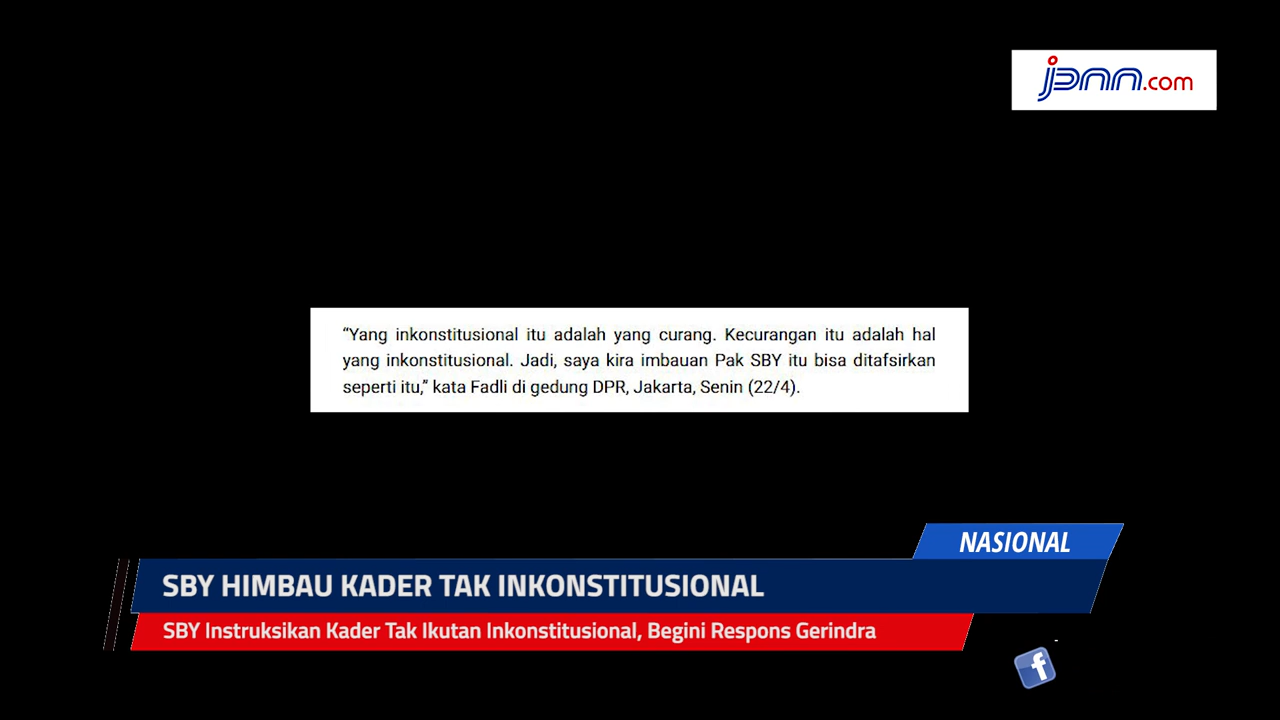 jpnn.com
“Yang inkonstitusional itu adalah yang curang. Kecurangan itu adalah hal
yang inkonstitusional. Jadi, saya kira imbauan Pak SBY itu bisa ditafsirkan
seperti itu,” kata Fadli di gedung DPR, Jakarta, Senin (22/4).
NASIONAL
SBY HIMBAU KADER TAK INKONSTITUSIONAL
SBY Instruksikan Kader Tak Ikutan Inkonstitusional, Begini Respons Gerindra